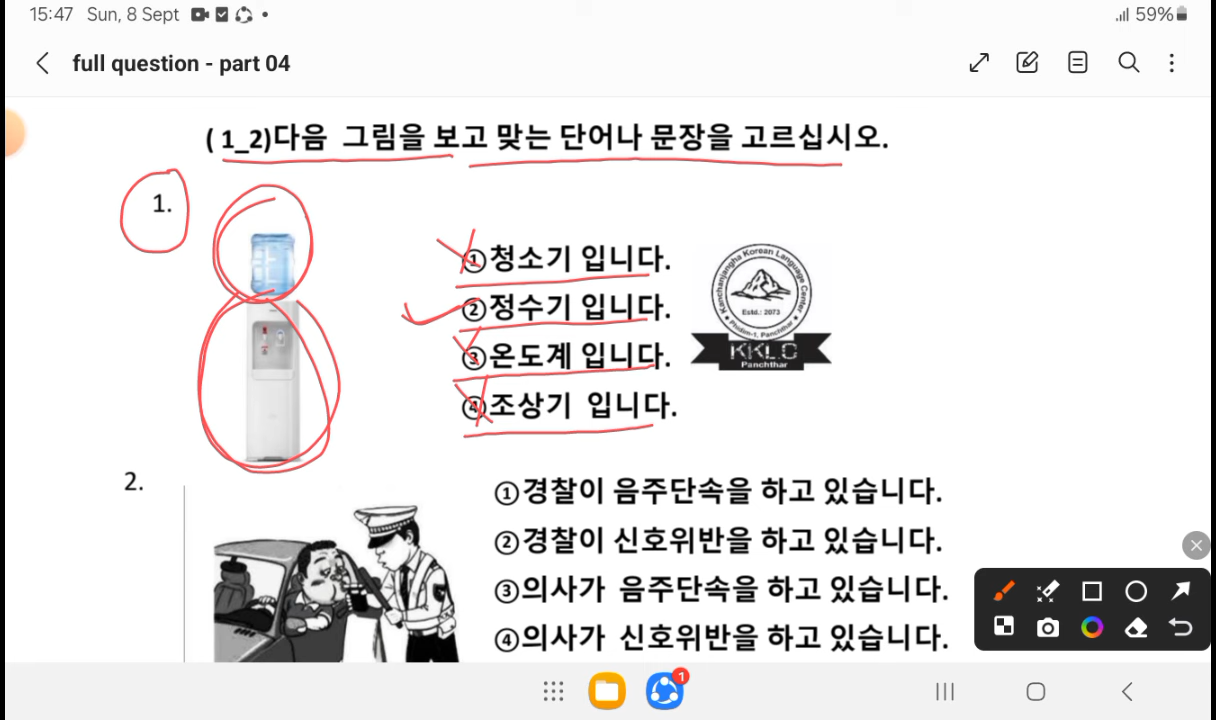 15:47 Sun, 8 Sept
59%
full question - part 04
( 1_2)다음 그림을 보고 맞는 단어나 문장을 고르십시오.
1.
①청소기 입니다.
②정수기 입니다.
③온도계 입니다.
④조상기 입니다.
Kanchanjangha Korean Language Center
Estd.: 2073
Phidim-1, Panchthar
KKLC
Panchthar
2.
①경찰이 음주단속을 하고 있습니다.
②경찰이 신호위반을 하고 있습니다.
③의사가 음주단속을 하고 있습니다.
④의사가 신호위반을 하고 있습니다.
1